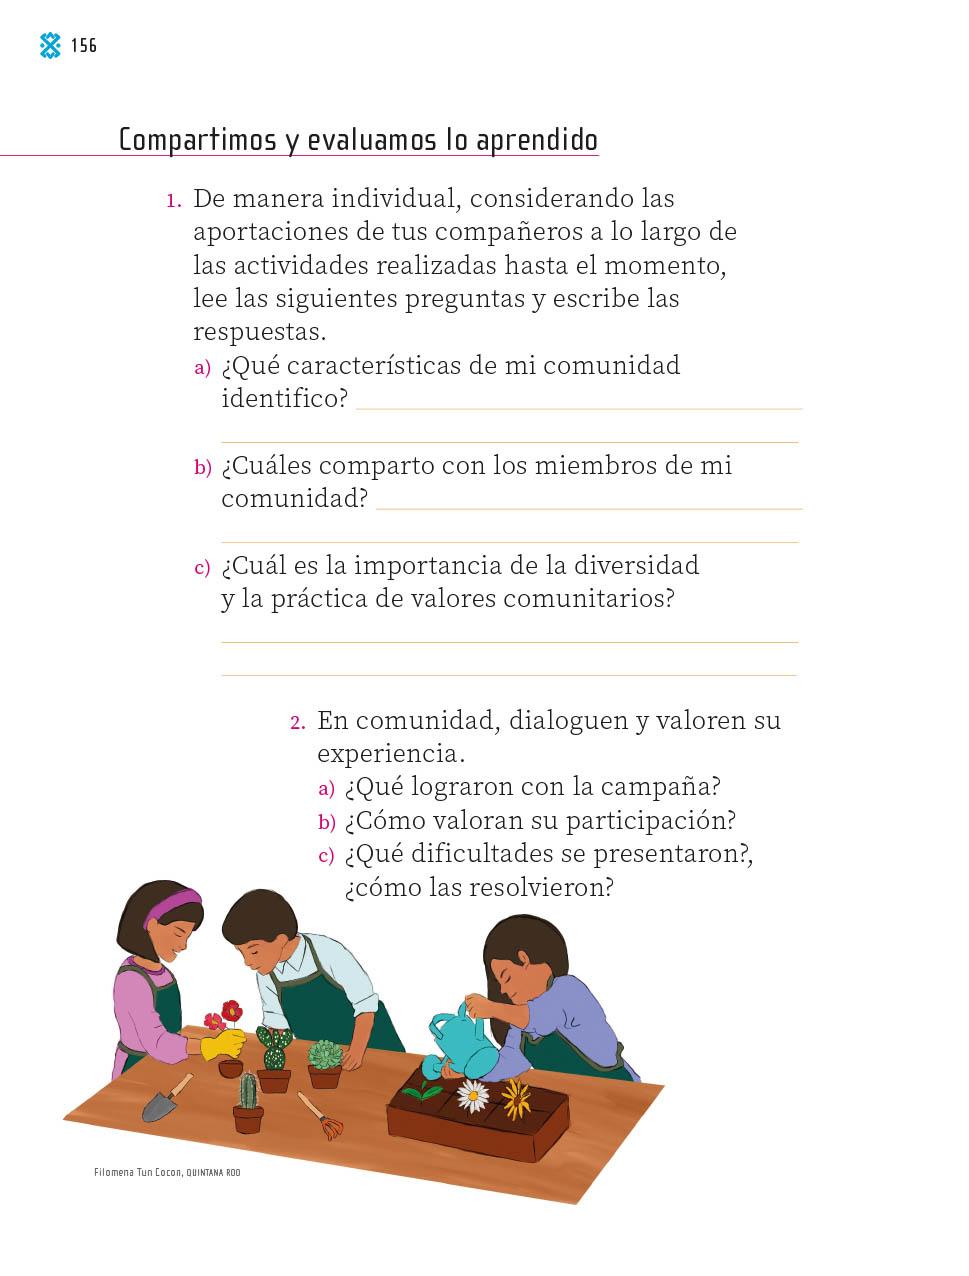 156
Compartimos y evaluamos lo aprendido
1. De manera individual, considerando las
aportaciones de tus compañeros a lo largo de
las actividades realizadas hasta el momento,
lee las siguientes preguntas y escribe las
respuestas.
a) ¿Qué características de mi comunidad
identifico?
b) ¿Cuáles comparto con los miembros de mi
comunidad?
c) ¿Cuál es la importancia de la diversidad
y la práctica de valores comunitarios?
2. En comunidad, dialoguen y valoren su
experiencia.
a) ¿Qué lograron con la campaña?
b) ¿Cómo valoran su participación?
c) ¿Qué dificultades se presentaron?,
¿cómo las resolvieron?
Filomena Tun Cocon, QUINTANA ROO